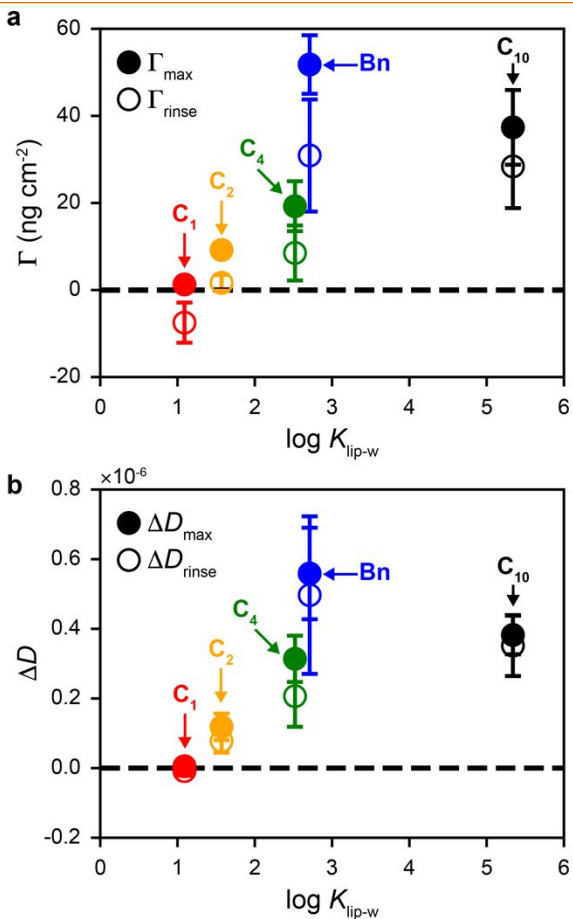 a
60
40
20
0
-20
Γ (ng cm⁻²)
Γmax
Γrinse
C₁
C₂
C₄
Bn
C₁₀
0 1 2 3 4 5 6
log Klip-w
b
×10⁻⁶
0.8
0.6
0.4
0.2
0.0
-0.2
ΔD
ΔDmax
ΔDrinse
C₁
C₂
C₄
Bn
C₁₀
0 1 2 3 4 5 6
log Klip-w